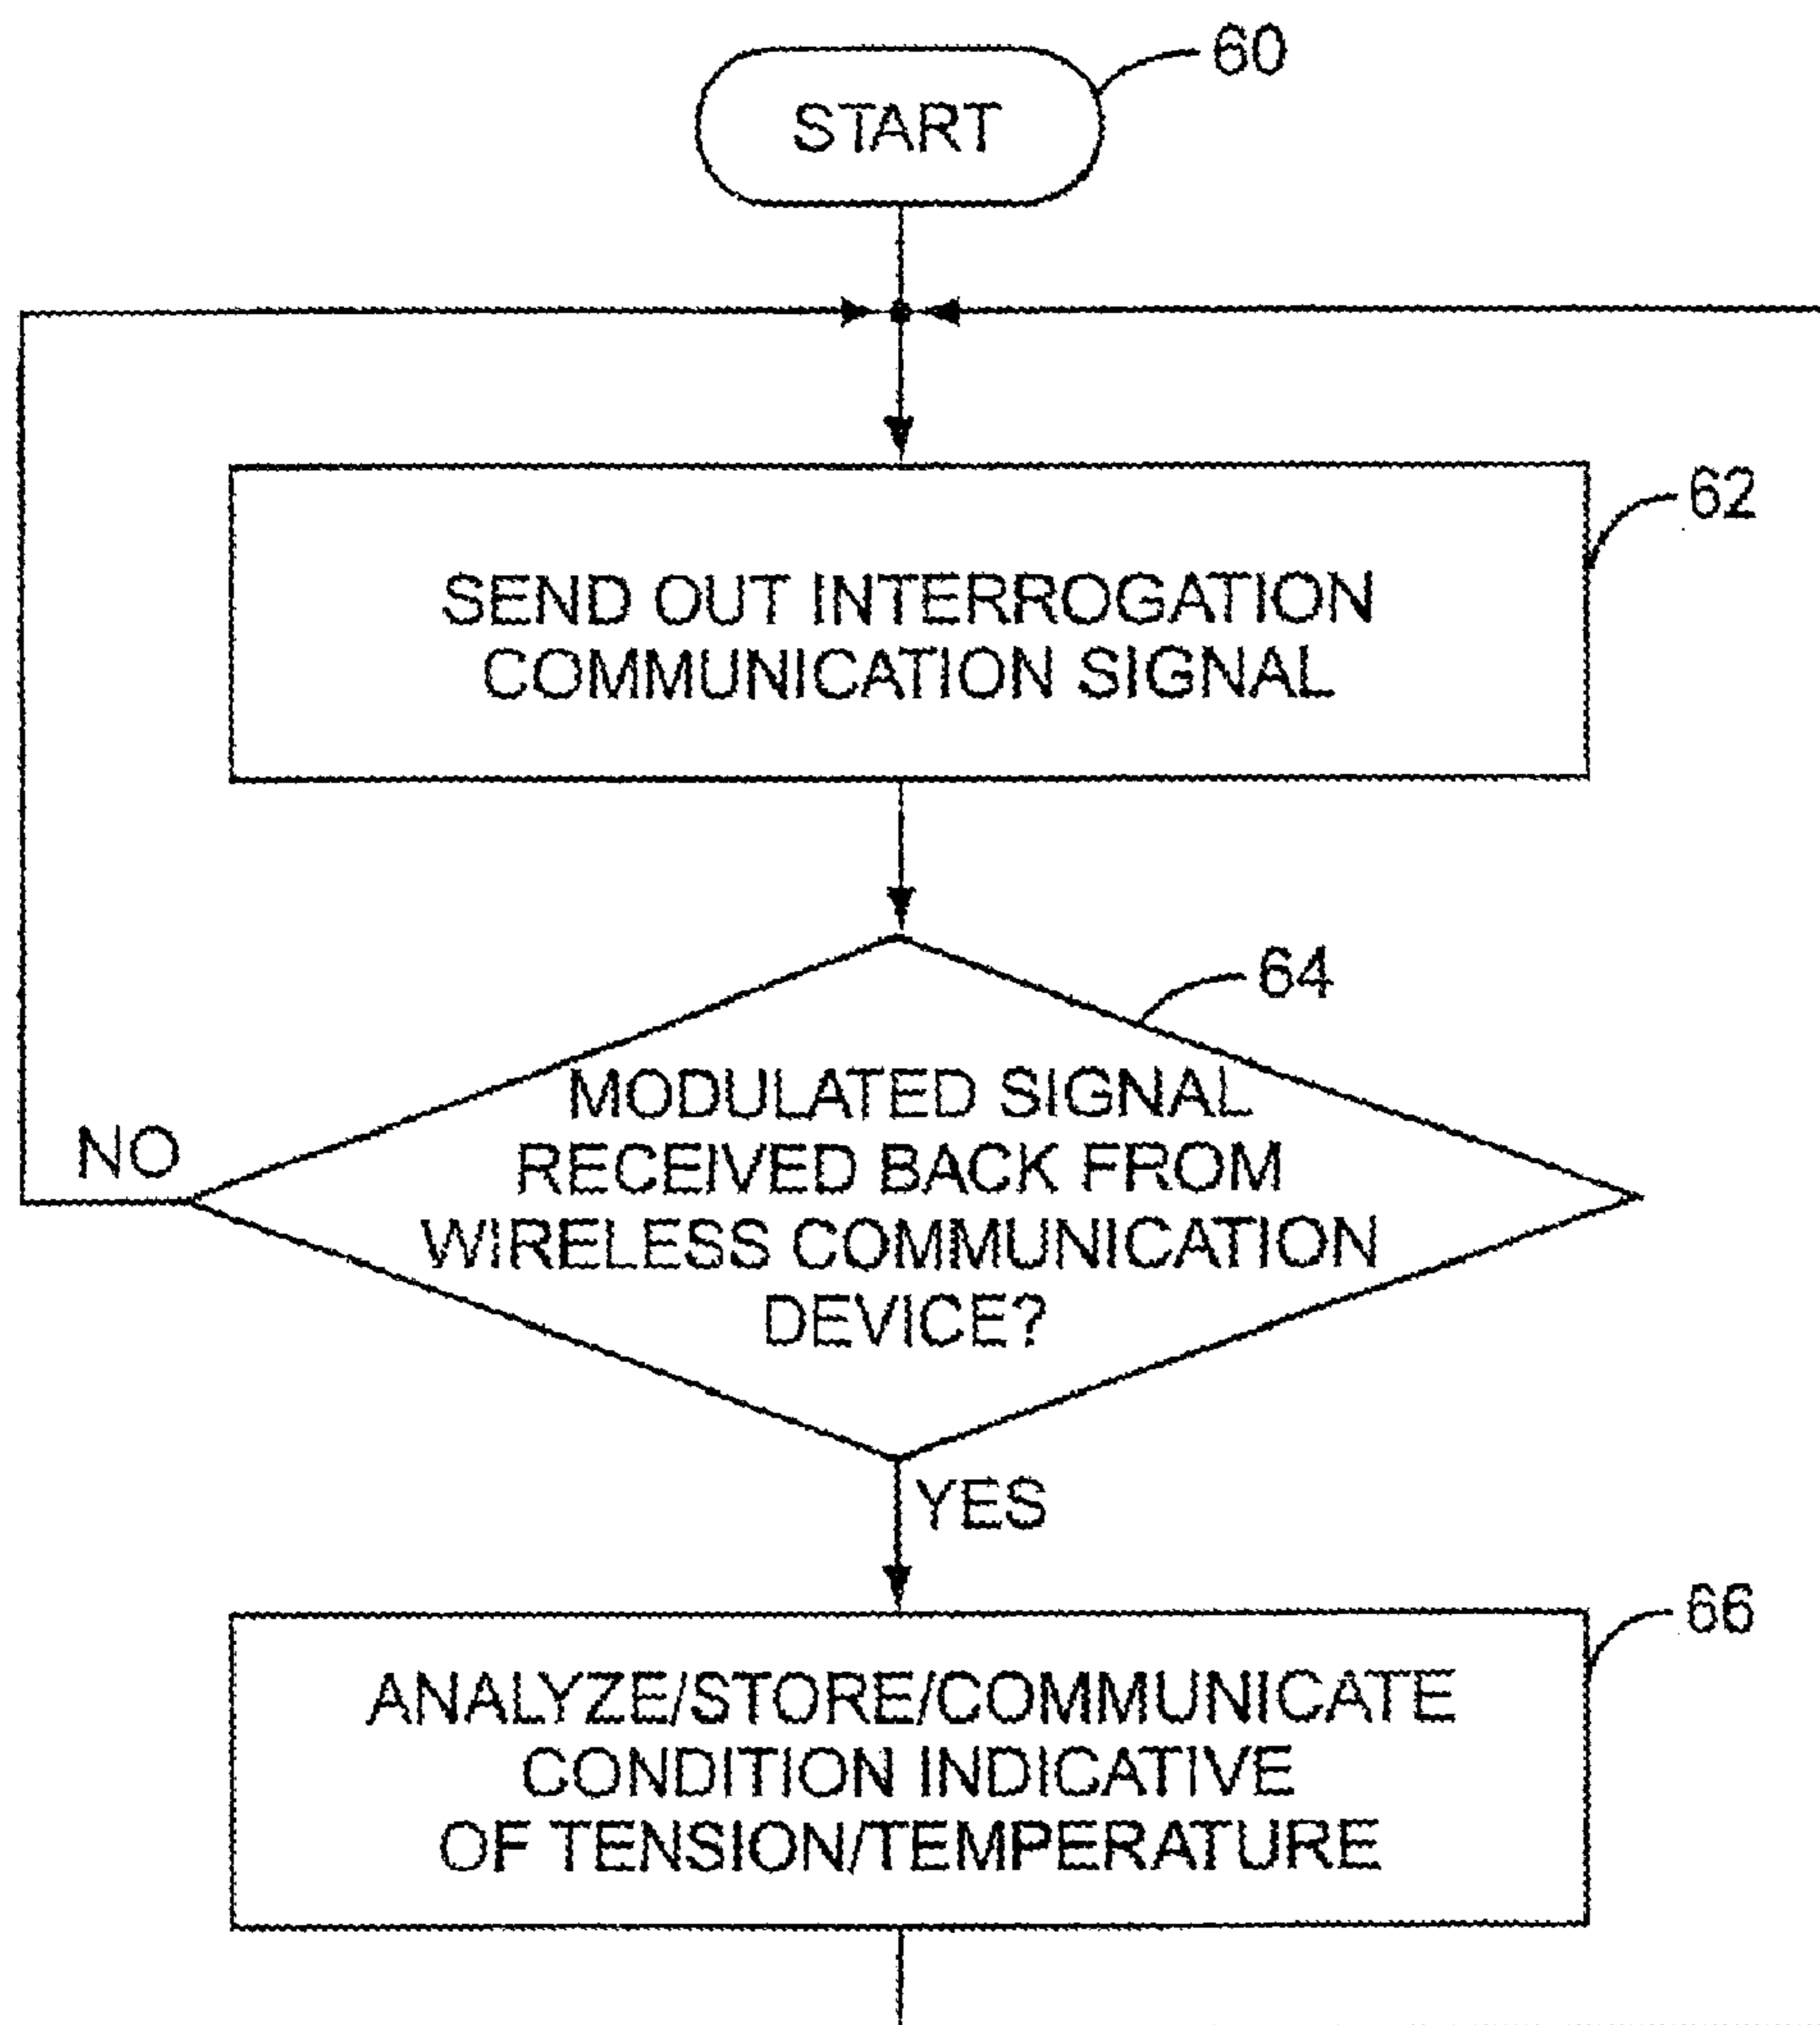 60
START
62
SEND OUT INTERROGATION
COMMUNICATION SIGNAL
64
MODULATED SIGNAL
RECEIVED BACK FROM
WIRELESS COMMUNICATION
DEVICE?
NO
YES
66
ANALYZE/STORE/COMMUNICATE
CONDITION INDICATIVE
OF TENSION/TEMPERATURE